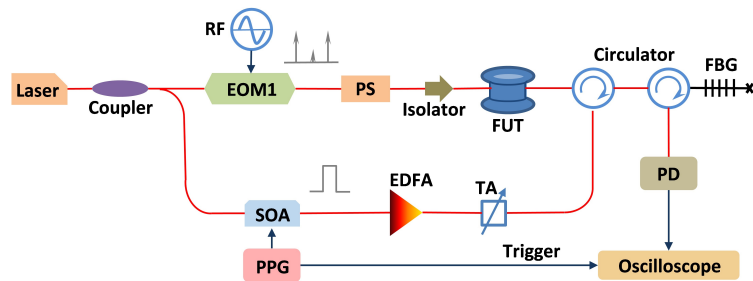 RF
Circulator
FBG
Laser
EOM1
PS
Coupler
Isolator
FUT
PD
EDFA
TA
SOA
Trigger
PPG
Oscilloscope